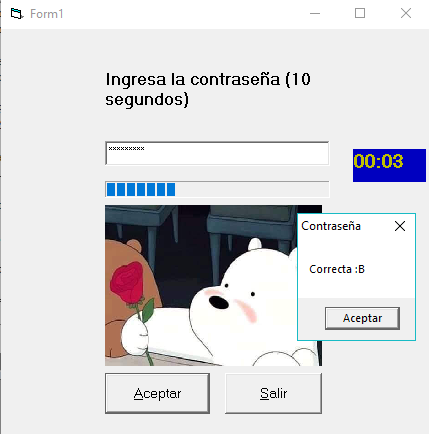 Form1
Ingresa la contraseña (10
segundos)
xxxxxxxxx
00:03
Contraseña
Correcta :B
Aceptar
Aceptar
Salir